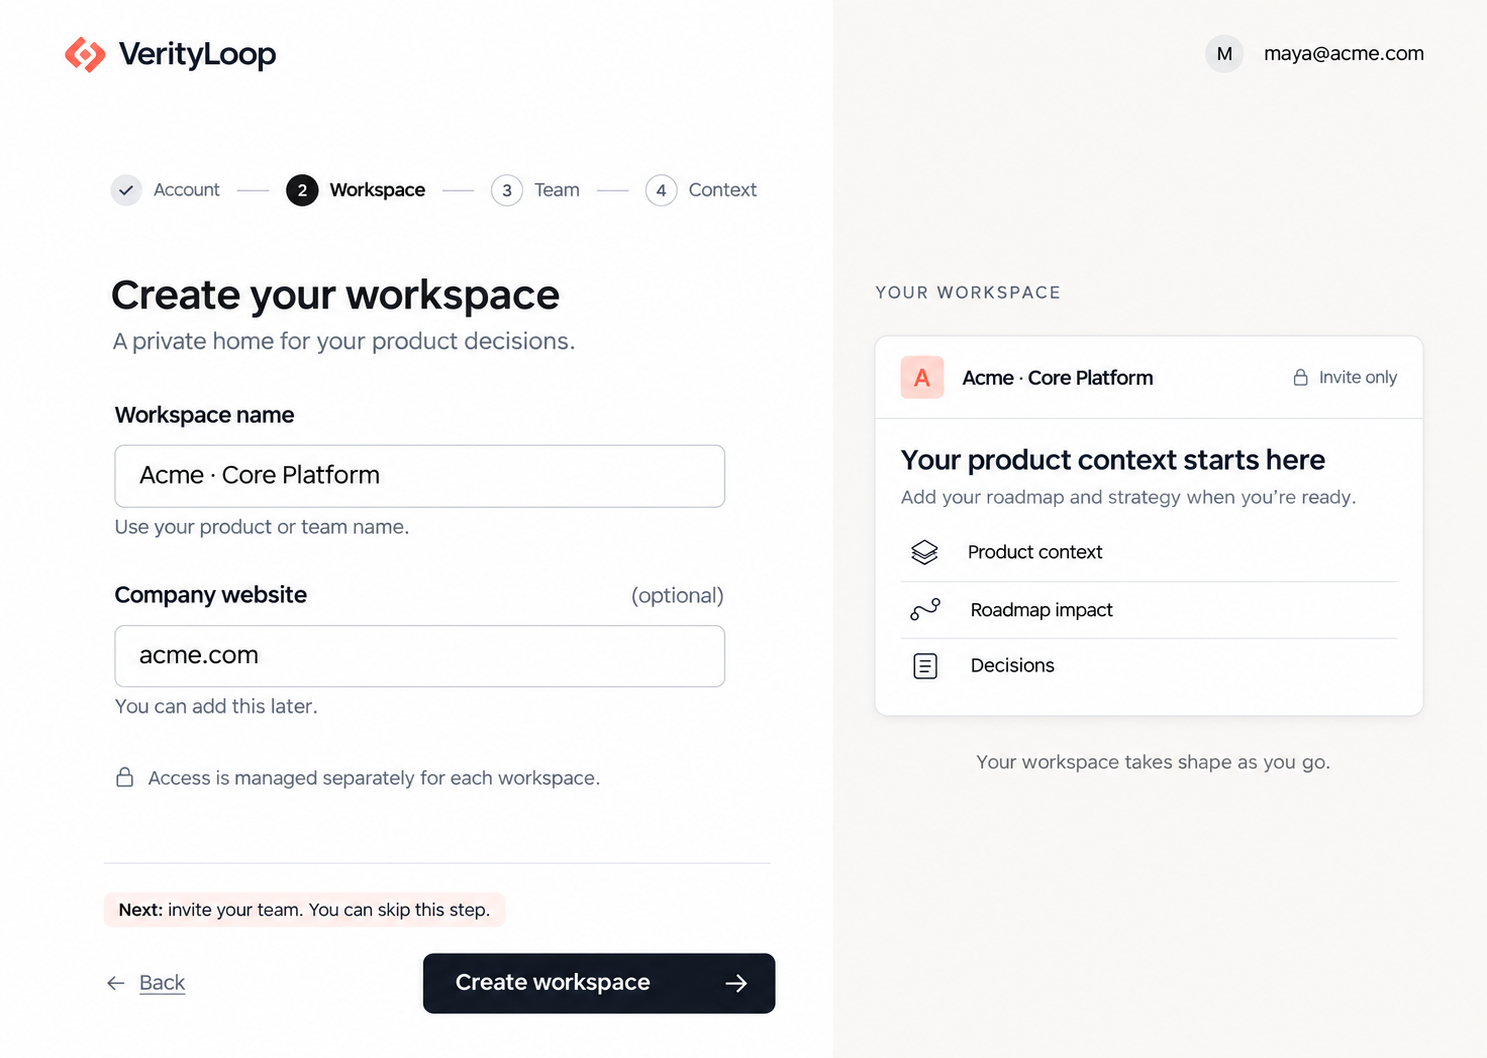 VerityLoop
M
maya@acme.com
Account
2
Workspace
3
Team
4
Context
Create your workspace
A private home for your product decisions.
Workspace name
Acme · Core Platform
Use your product or team name.
Company website
(optional)
acme.com
You can add this later.
Access is managed separately for each workspace.
Next: invite your team. You can skip this step.
Back
Create workspace
YOUR WORKSPACE
A
Acme · Core Platform
Invite only
Your product context starts here
Add your roadmap and strategy when you’re ready.
Product context
Roadmap impact
Decisions
Your workspace takes shape as you go.